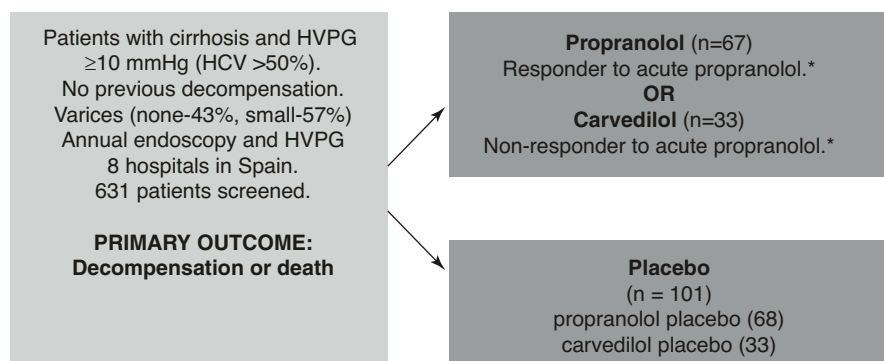 Patients with cirrhosis and HVPG
≥10 mmHg (HCV >50%).
No previous decompensation.
Varices (none-43%, small-57%)
Annual endoscopy and HVPG
8 hospitals in Spain.
631 patients screened.
PRIMARY OUTCOME:
Decompensation or death
Propranolol (n=67)
Responder to acute propranolol.*
OR
Carvedilol (n=33)
Non-responder to acute propranolol.*
Placebo
(n = 101)
propranolol placebo (68)
carvedilol placebo (33)